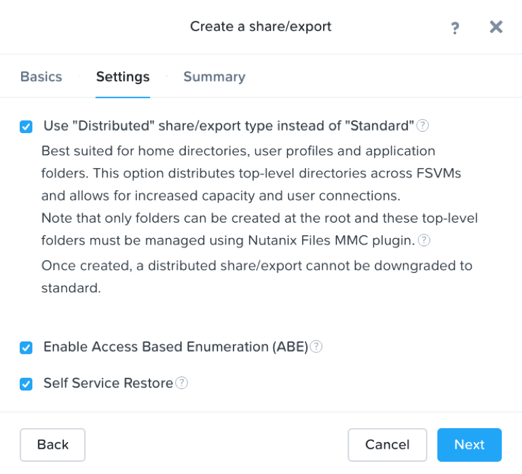 Create a share/export
?
Basics
Settings
Summary
Use "Distributed" share/export type instead of "Standard" ?
Best suited for home directories, user profiles and application
folders. This option distributes top-level directories across FSVMs
and allows for increased capacity and user connections.
Note that only folders can be created at the root and these top-level
folders must be managed using Nutanix Files MMC plugin. ?
Once created, a distributed share/export cannot be downgraded to
standard.
Enable Access Based Enumeration (ABE) ?
Self Service Restore ?
Back
Cancel
Next